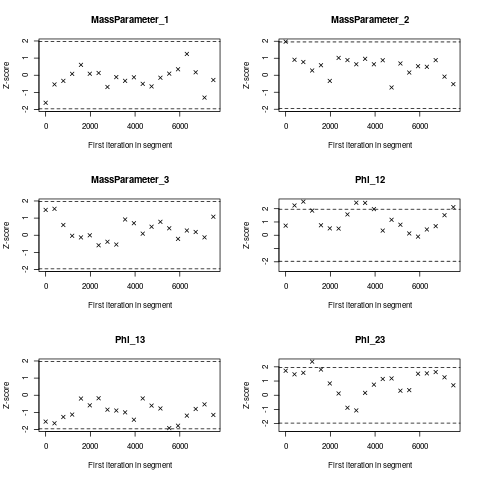 MassParameter_1
MassParameter_2
Z-score
2
1
0
-1
-2
0 2000 4000 6000
First iteration in segment
Z-score
2
1
0
-1
-2
0 2000 4000 6000
First iteration in segment
MassParameter_3
Phi_12
Z-score
2
1
0
-1
-2
0 2000 4000 6000
First iteration in segment
Z-score
2
1
0
-2
0 2000 4000 6000
First iteration in segment
Phi_13
Phi_23
Z-score
2
1
0
-1
-2
0 2000 4000 6000
First iteration in segment
Z-score
2
1
0
-1
-2
0 2000 4000 6000
First iteration in segment